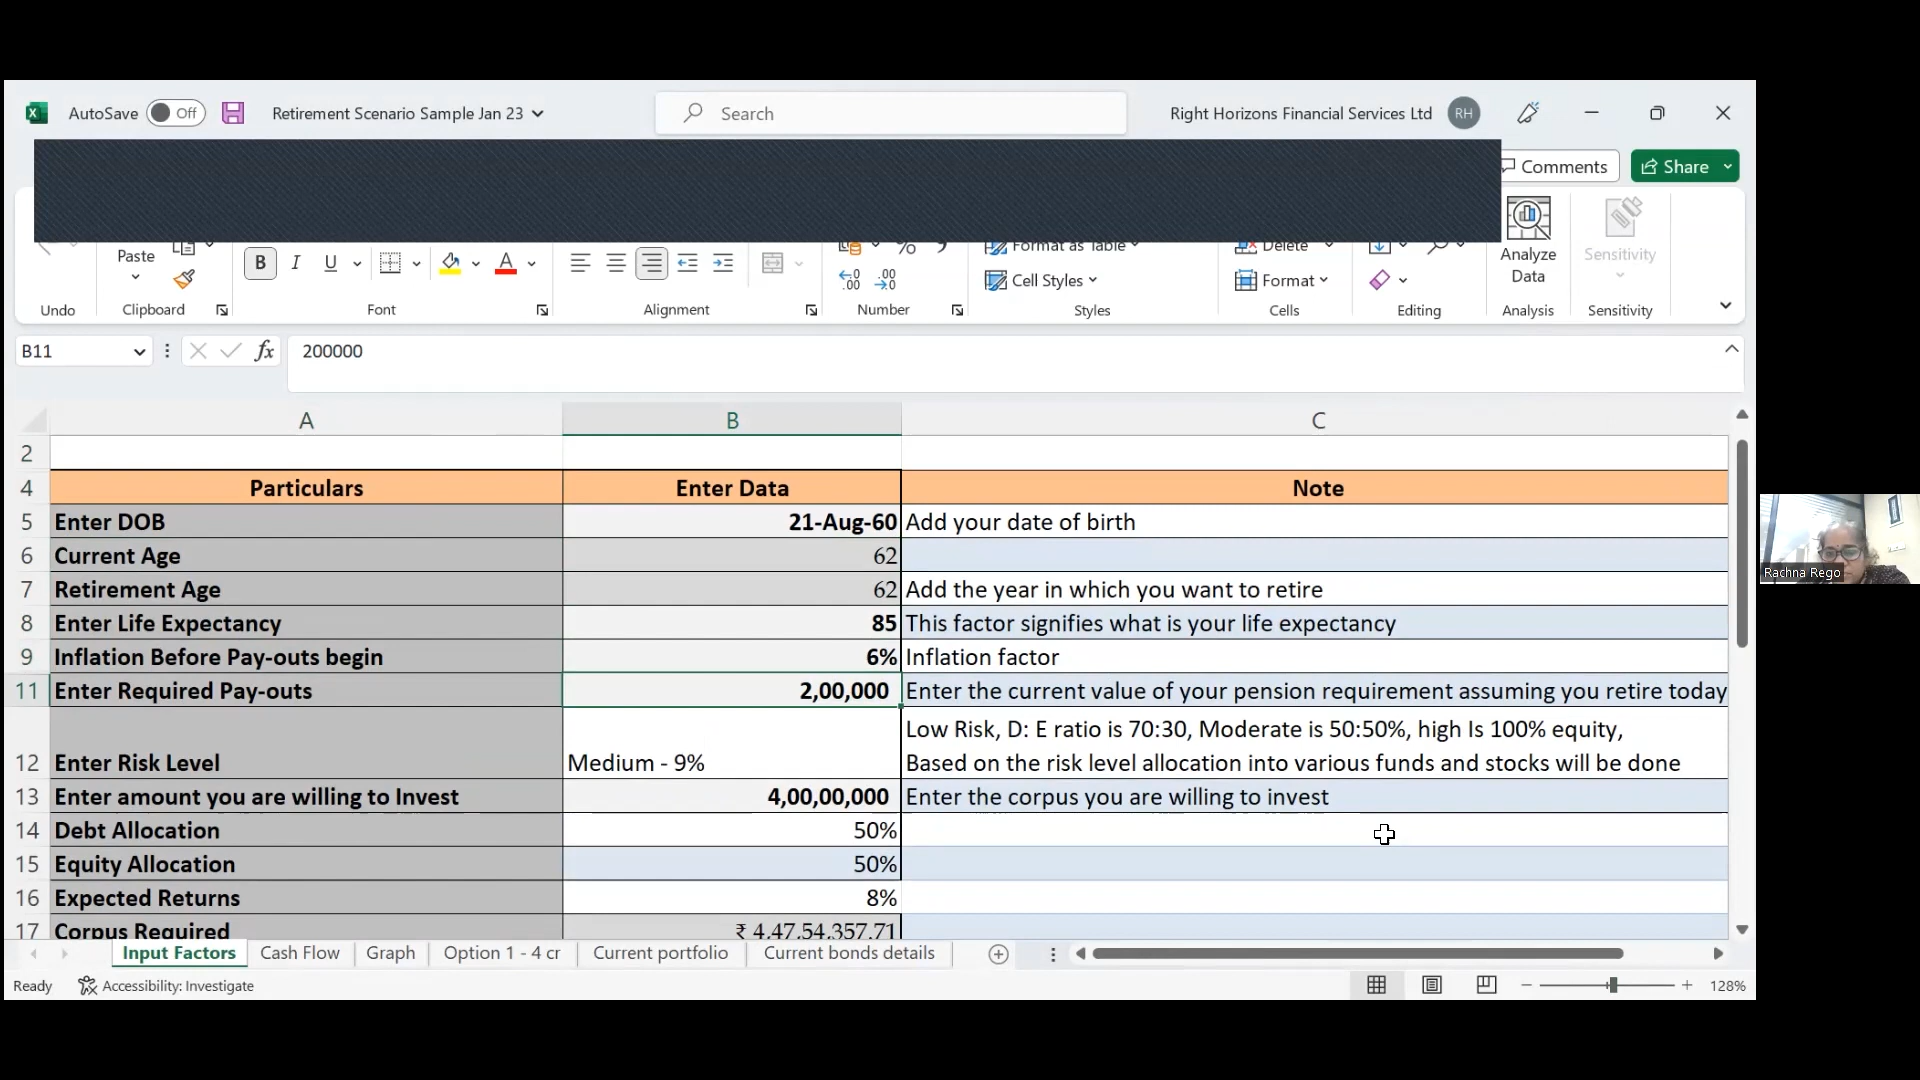 AutoSave Off Retirement Scenario Sample Jan 23 Search Right Horizons Financial Services Ltd RH
Comments Share
Paste Format as Table Delete Analyze Data Sensitivity
B I U A Cell Styles Format
Undo Clipboard Font Alignment Number Styles Cells Editing Analysis Sensitivity
B11 fx 200000
A B C
2
4 Particulars Enter Data Note
5 Enter DOB 21-Aug-60 Add your date of birth
6 Current Age 62
7 Retirement Age 62 Add the year in which you want to retire
8 Enter Life Expectancy 85 This factor signifies what is your life expectancy
9 Inflation Before Pay-outs begin 6% Inflation factor
11 Enter Required Pay-outs 2,00,000 Enter the current value of your pension requirement assuming you retire today
Low Risk, D: E ratio is 70:30, Moderate is 50:50%, high Is 100% equity,
12 Enter Risk Level Medium - 9% Based on the risk level allocation into various funds and stocks will be done
13 Enter amount you are willing to Invest 4,00,00,000 Enter the corpus you are willing to invest
14 Debt Allocation 50%
15 Equity Allocation 50%
16 Expected Returns 8%
17 Corpus Required ₹ 4,47,54,357.71
Input Factors Cash Flow Graph Option 1 - 4 cr Current portfolio Current bonds details
Ready Accessibility: Investigate 128%
Rachna Rego